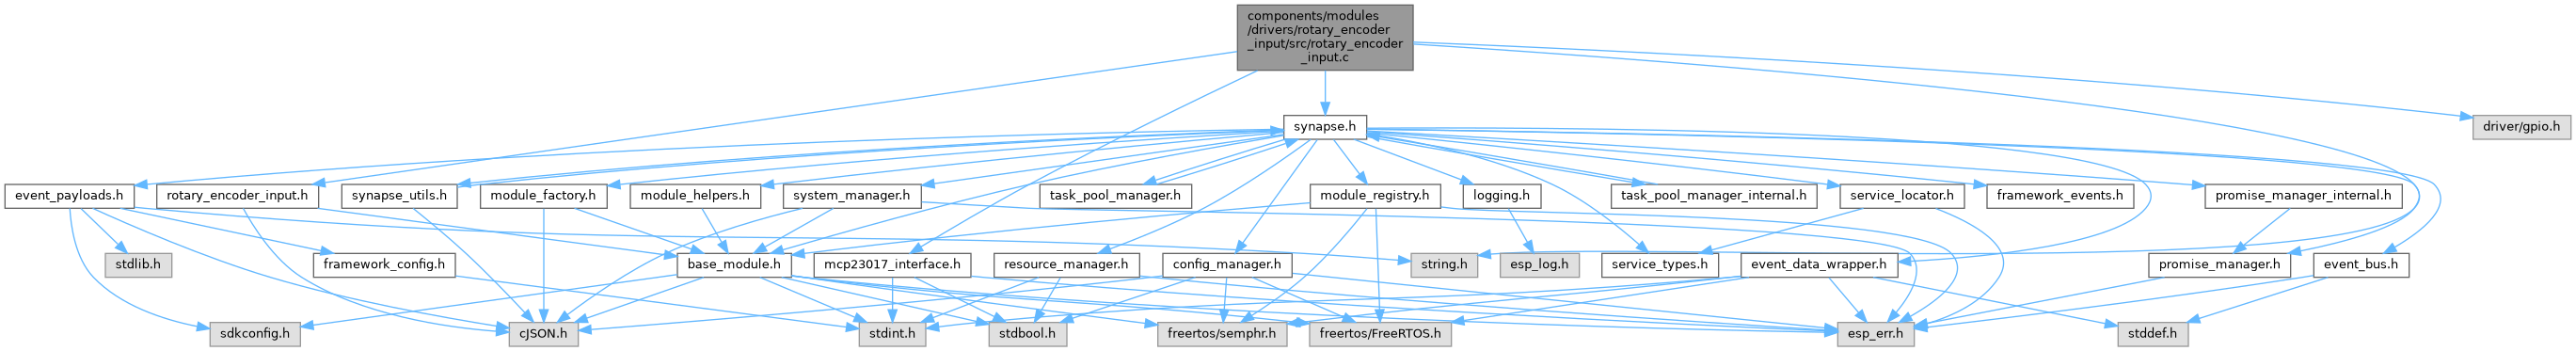 components/modules
/drivers/rotary_encoder
_input/src/rotary_encoder
_input.c
synapse.h
driver/gpio.h
event_payloads.h
rotary_encoder_input.h
synapse_utils.h
module_factory.h
module_helpers.h
system_manager.h
task_pool_manager.h
module_registry.h
logging.h
task_pool_manager_internal.h
service_locator.h
framework_events.h
promise_manager_internal.h
stdlib.h
framework_config.h
base_module.h
mcp23017_interface.h
resource_manager.h
config_manager.h
string.h
esp_log.h
service_types.h
event_data_wrapper.h
promise_manager.h
event_bus.h
sdkconfig.h
cJSON.h
stdint.h
stdbool.h
freertos/semphr.h
freertos/FreeRTOS.h
esp_err.h
stddef.h